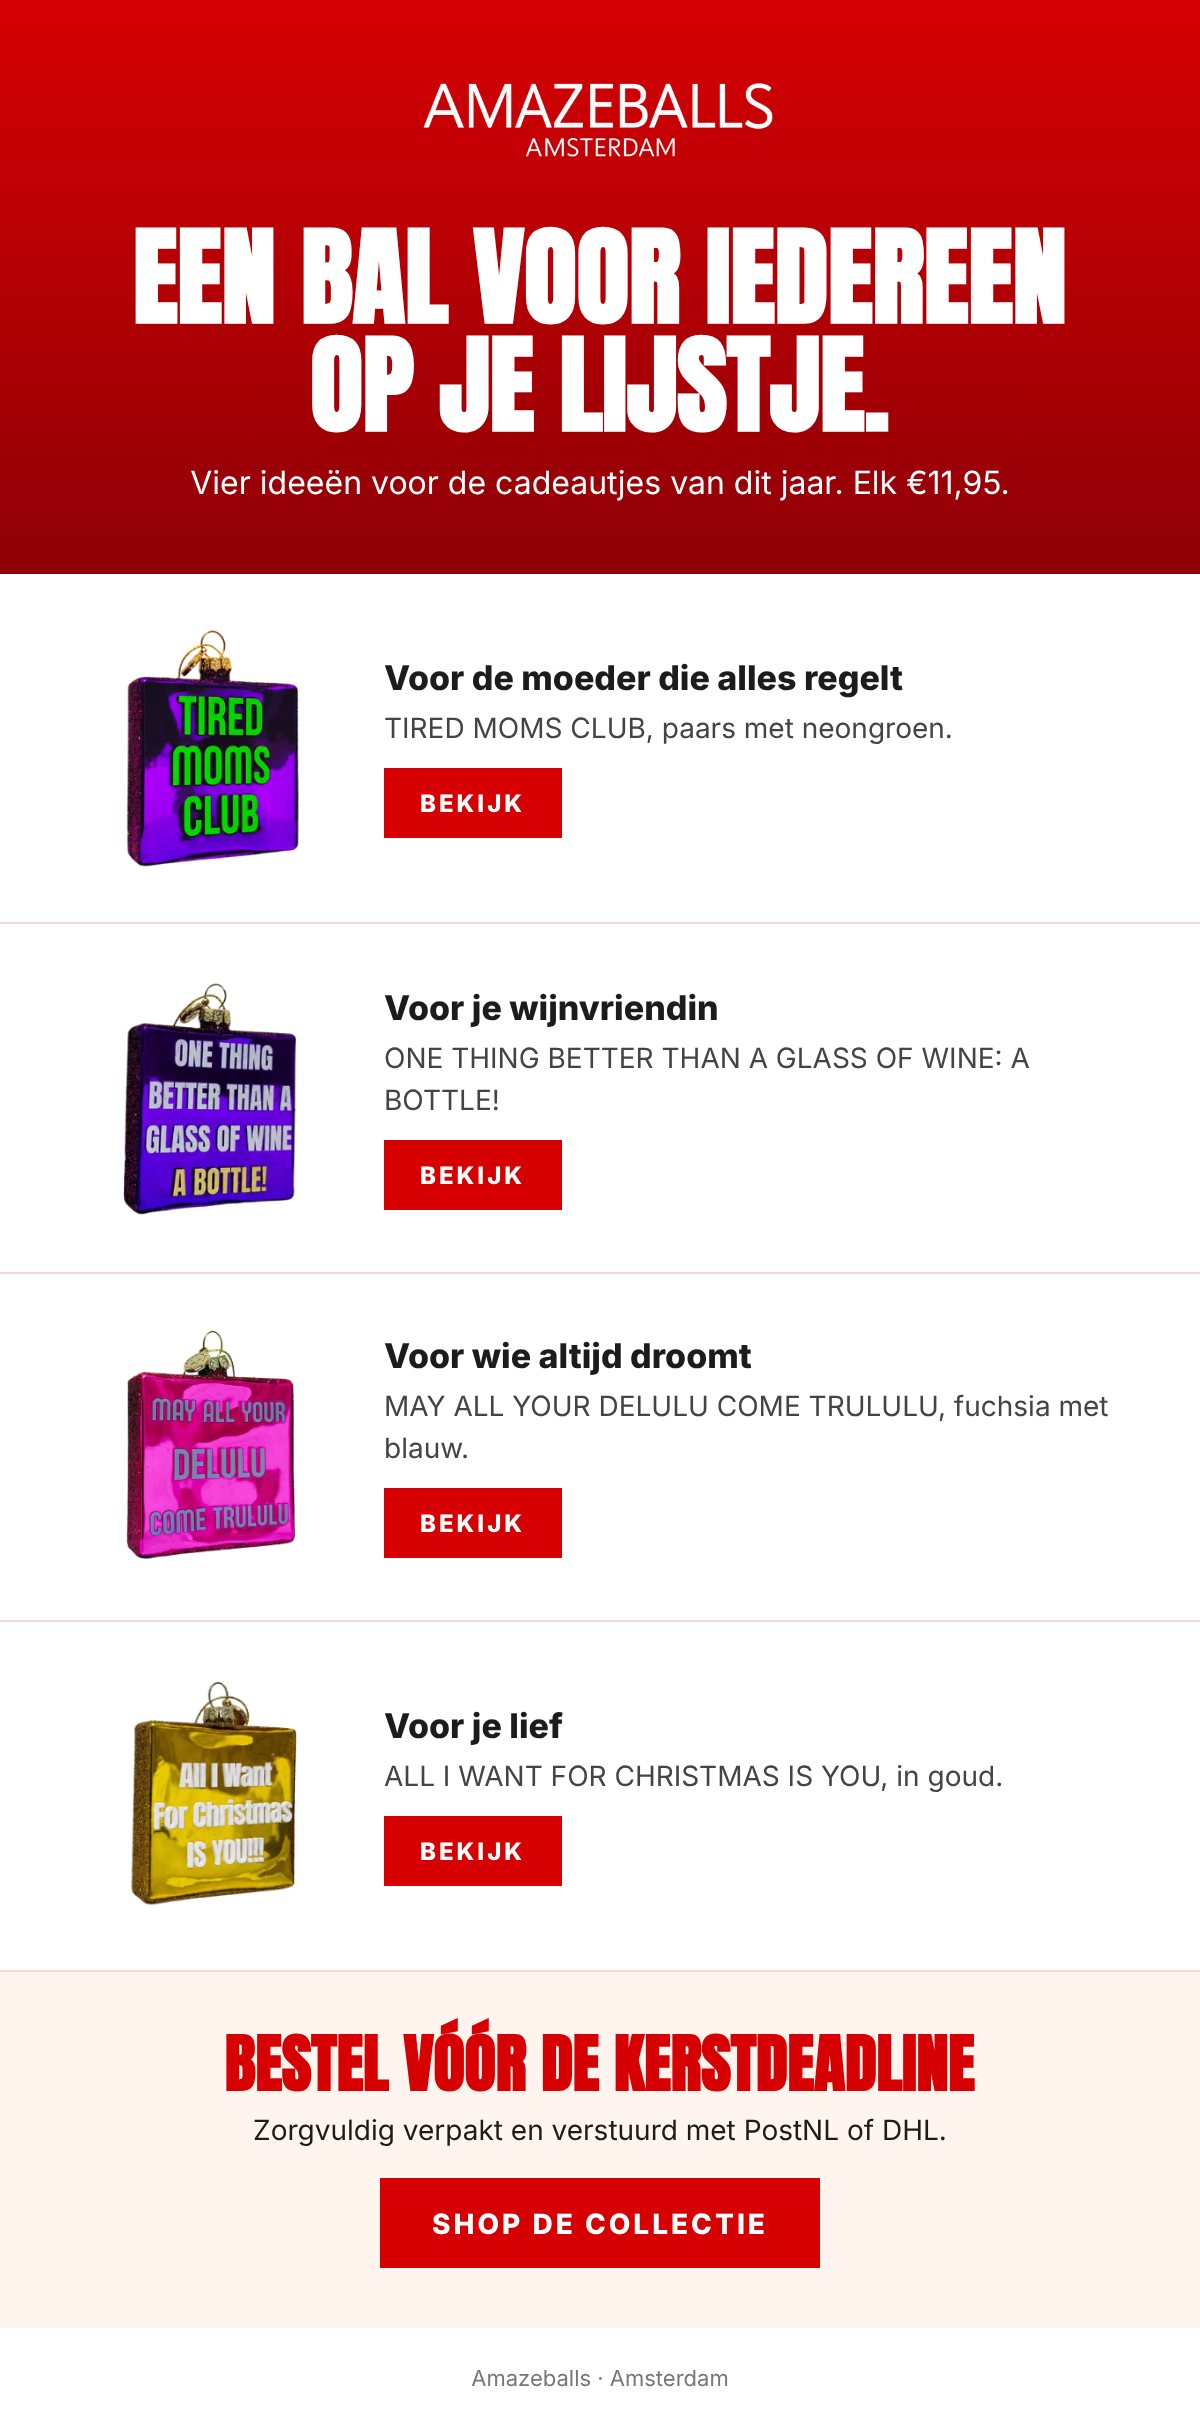 AMAZEBALLS
AMSTERDAM
EEN BAL VOOR IEDEREEN
OP JE LIJSTJE.
Vier ideeën voor de cadeautjes van dit jaar. Elk €11,95.
TIRED
MOMS
CLUB
Voor de moeder die alles regelt
TIRED MOMS CLUB, paars met neongroen.
BEKIJK
ONE THING
BETTER THAN A
GLASS OF WINE
A BOTTLE!
Voor je wijnvriendin
ONE THING BETTER THAN A GLASS OF WINE: A
BOTTLE!
BEKIJK
MAY ALL YOUR
DELULU
COME TRULULU
Voor wie altijd droomt
MAY ALL YOUR DELULU COME TRULULU, fuchsia met
blauw.
BEKIJK
All I Want
For Christmas
IS YOU!!!
Voor je lief
ALL I WANT FOR CHRISTMAS IS YOU, in goud.
BEKIJK
BESTEL VÓÓR DE KERSTDEADLINE
Zorgvuldig verpakt en verstuurd met PostNL of DHL.
SHOP DE COLLECTIE
Amazeballs · Amsterdam